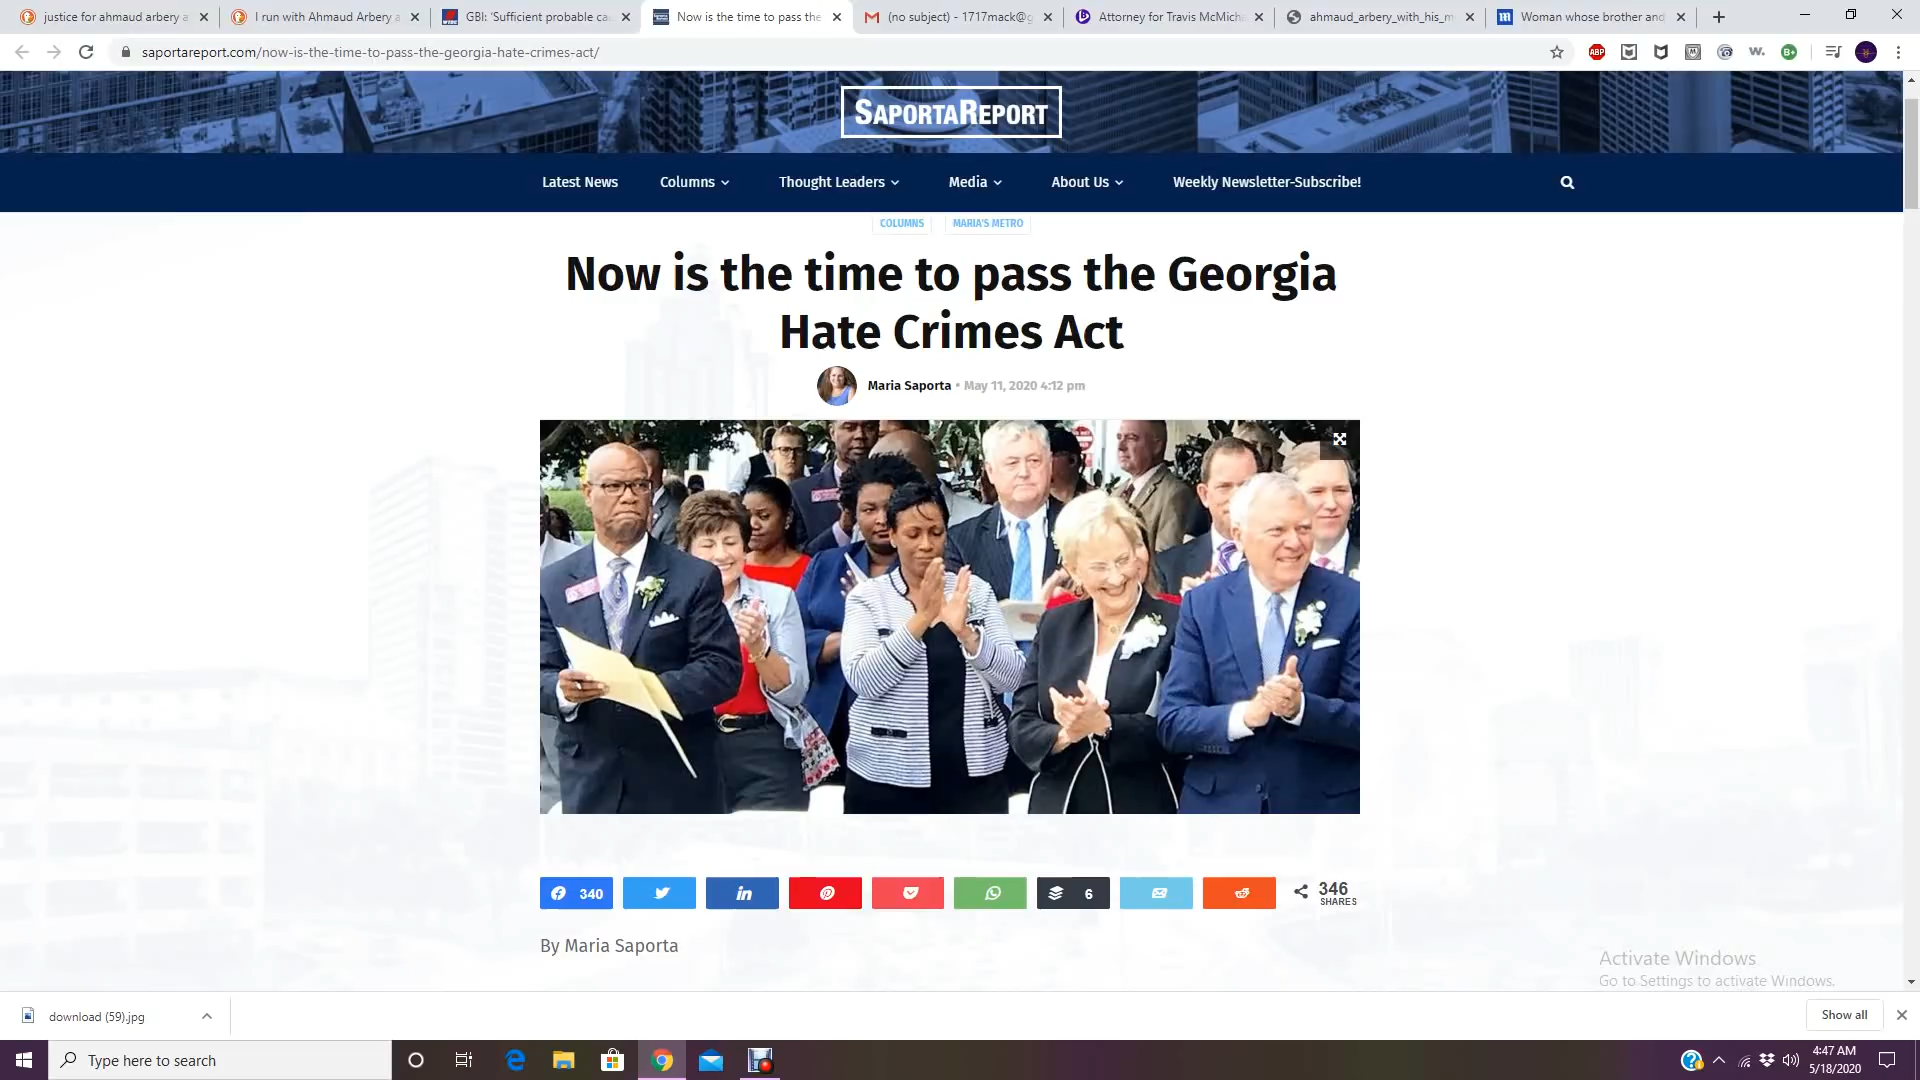 justice for ahmaud arbery a
I run with Ahmaud Arbery a
GBI: 'Sufficient probable ca
Now is the time to pass the
(no subject) - 1717mack@g
Attorney for Travis McMich
ahmaud_arbery_with_his_m
Woman whose brother and
saportareport.com/now-is-the-time-to-pass-the-georgia-hate-crimes-act/
ABP
W.
B+
SAPORTAREPORT
Latest News Columns Thought Leaders Media About Us Weekly Newsletter-Subscribe!
COLUMNS MARIA'S METRO
Now is the time to pass the Georgia
Hate Crimes Act
Maria Saporta • May 11, 2020 4:12 pm
340
in
6
346
SHARES
By Maria Saporta
Activate Windows
Go to Settings to activate Windows.
download (59).jpg
Show all
Type here to search
4:47 AM
5/18/2020